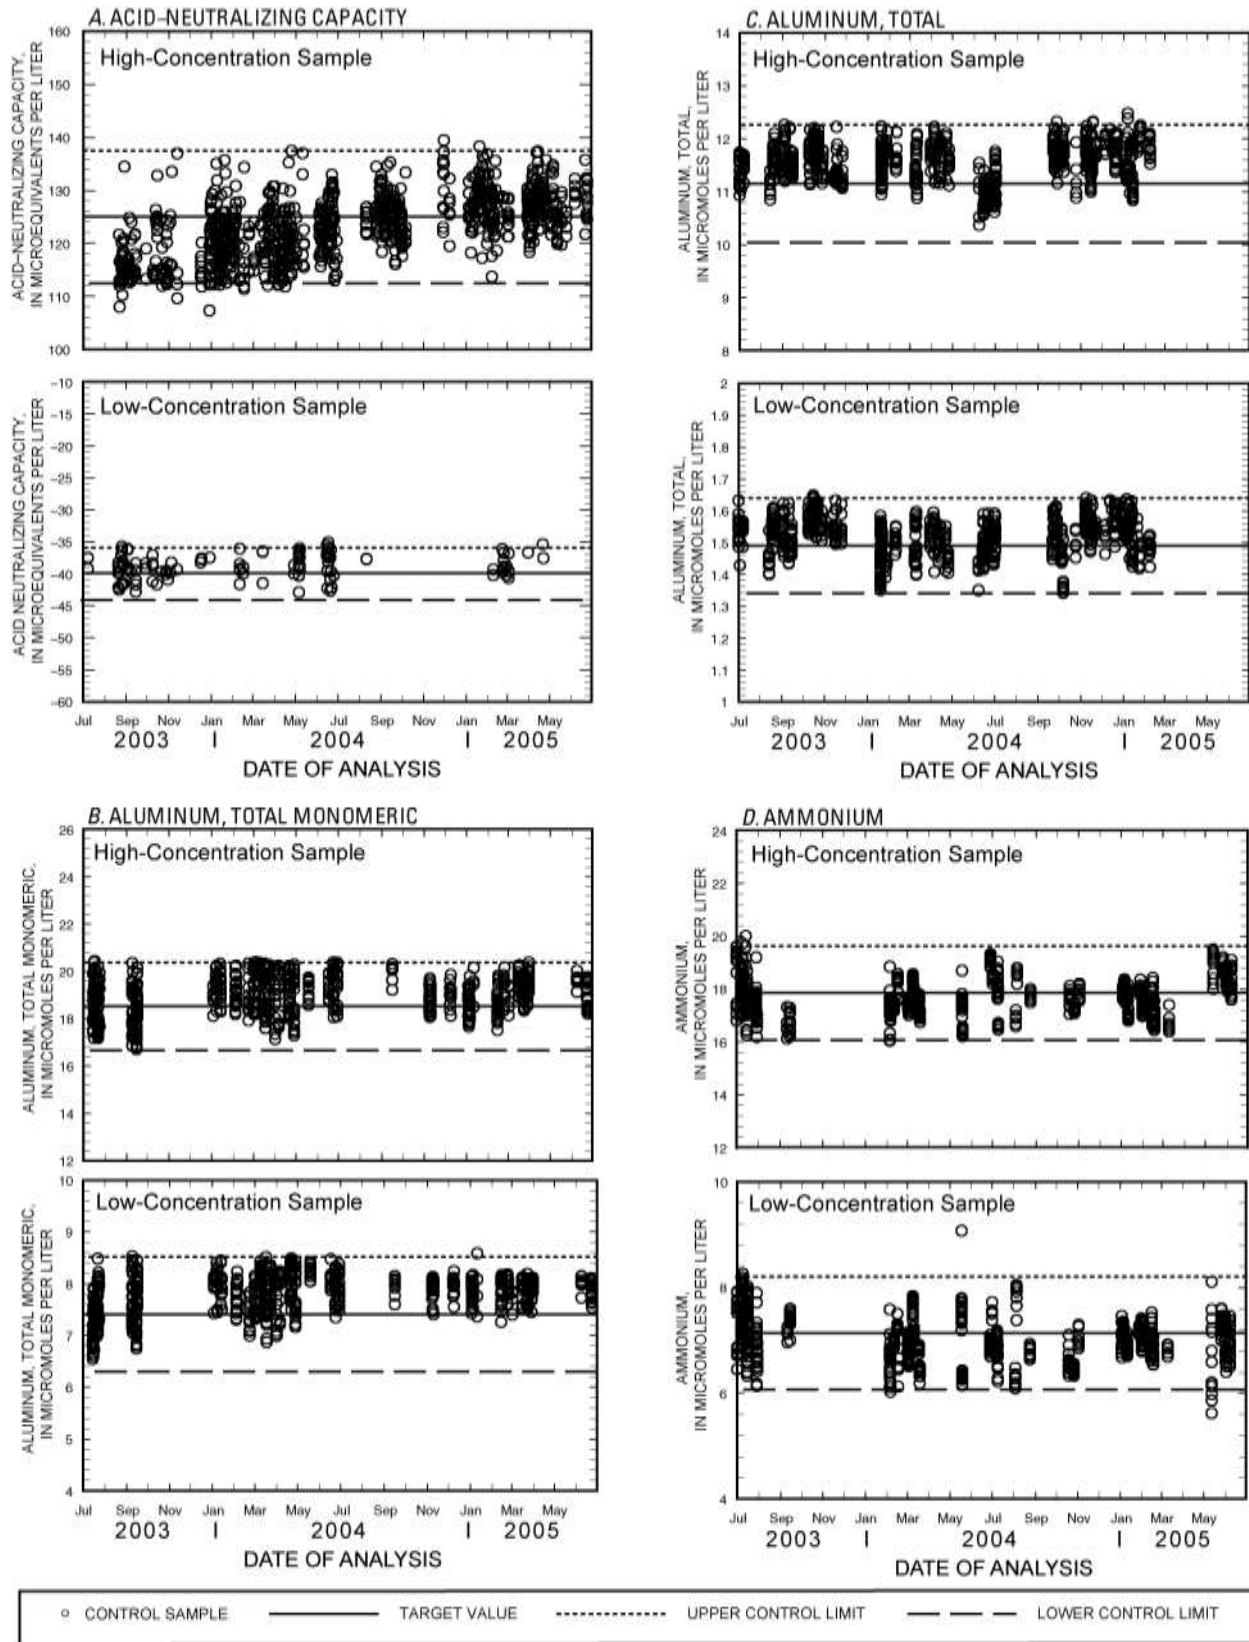 A. ACID–NEUTRALIZING CAPACITY
ACID–NEUTRALIZING CAPACITY,
IN MICROEQUIVALENTS PER LITER
High-Concentration Sample
160
150
140
130
120
110
100
ACID NEUTRALIZING CAPACITY,
IN MICROEQUIVALENTS PER LITER
Low-Concentration Sample
–10
–15
–20
–25
–30
–35
–40
–45
–50
–55
–60
Jul Sep Nov Jan Mar May Jul Sep Nov Jan Mar May
2003 | 2004 | 2005
DATE OF ANALYSIS
C. ALUMINUM, TOTAL
ALUMINUM, TOTAL,
IN MICROMOLES PER LITER
High-Concentration Sample
14
13
12
11
10
9
8
ALUMINUM, TOTAL,
IN MICROMOLES PER LITER
Low-Concentration Sample
2
1.9
1.8
1.7
1.6
1.5
1.4
1.3
1.2
1.1
1
Jul Sep Nov Jan Mar May Jul Sep Nov Jan Mar May
2003 | 2004 | 2005
DATE OF ANALYSIS
B. ALUMINUM, TOTAL MONOMERIC
ALUMINUM, TOTAL MONOMERIC,
IN MICROMOLES PER LITER
High-Concentration Sample
26
24
22
20
18
16
14
12
ALUMINUM, TOTAL MONOMERIC,
IN MICROMOLES PER LITER
Low-Concentration Sample
10
9
8
7
6
5
4
Jul Sep Nov Jan Mar May Jul Sep Nov Jan Mar May
2003 | 2004 | 2005
DATE OF ANALYSIS
D. AMMONIUM
AMMONIUM,
IN MICROMOLES PER LITER
High-Concentration Sample
24
22
20
18
16
14
12
AMMONIUM,
IN MICROMOLES PER LITER
Low-Concentration Sample
10
8
6
4
Jul Sep Nov Jan Mar May Jul Sep Nov Jan Mar May
2003 | 2004 | 2005
DATE OF ANALYSIS
CONTROL SAMPLE TARGET VALUE UPPER CONTROL LIMIT LOWER CONTROL LIMIT